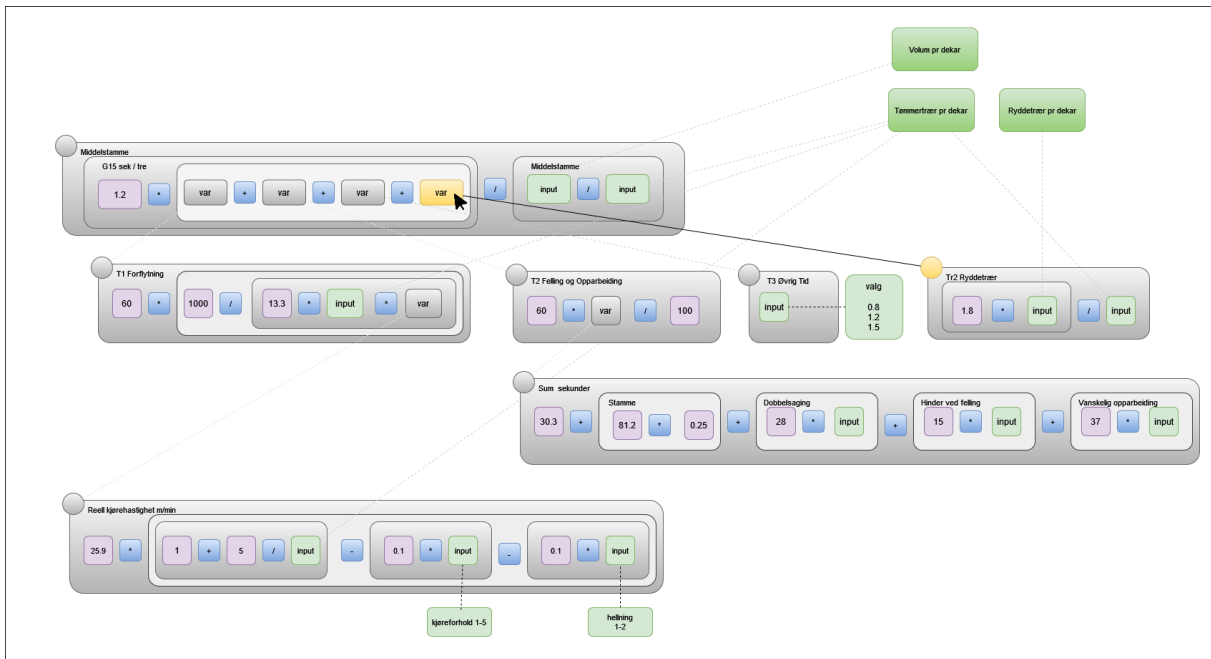 Volum pr dekar
Tømmertrær pr dekar
Ryddetrær pr dekar
Middelstamme
G15 sek / tre
1.2 * var + var + var + var
/
Middelstamme
input / input
T1 Forflytning
60 * 1000 / 13.3 * input * var
T2 Felling og Opparbeiding
60 * var / 100
T3 Øvrig Tid
input
valg
0.8
1.2
1.5
Tr2 Ryddetrær
1.8 * input / input
Sum sekunder
30.3 +
Stamme
81.2 * 0.25
+
Dobbelsaging
28 * input
+
Hinder ved felling
15 * input
+
Vanskelig opparbeiding
37 * input
Reell kjørehastighet m/min
25.9 * 1 + 5 / input - 0.1 * input - 0.1 * input
kjøreforhold 1-5
hellning
1-2